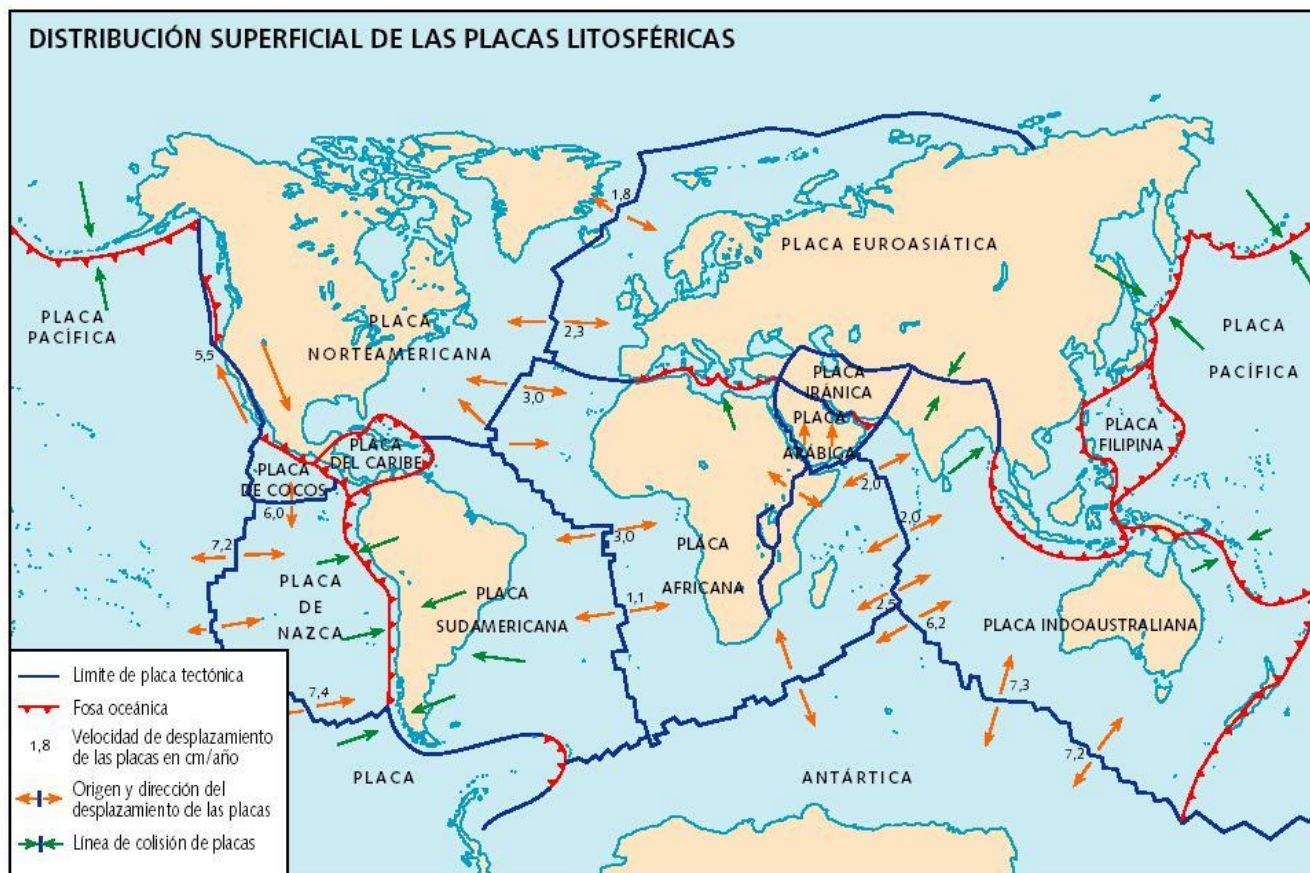 DISTRIBUCIÓN SUPERFICIAL DE LAS PLACAS LITOSFÉRICAS
1,8
PLACA EUROASIÁTICA
PLACA
PACÍFICA
PLACA
NORTEAMERICANA
2,3
PLACA
PACÍFICA
5,5
3,0
PLACA
IRÁNICA
PLACA
ARÁBICA
PLACA
FILIPINA
PLACA
DEL CARIBE
PLACA
DE COCOS
6,0
2,0
2,0
7,2
3,0
PLACA
AFRICANA
PLACA
DE
NAZCA
PLACA
SUDAMERICANA
1,1
2,5
6,2
PLACA INDOAUSTRALIANA
7,4
7,3
7,2
PLACA
ANTÁRTICA
Límite de placa tectónica
Fosa oceánica
1,8
Velocidad de desplazamiento
de las placas en cm/año
Origen y dirección del
desplazamiento de las placas
Línea de colisión de placas